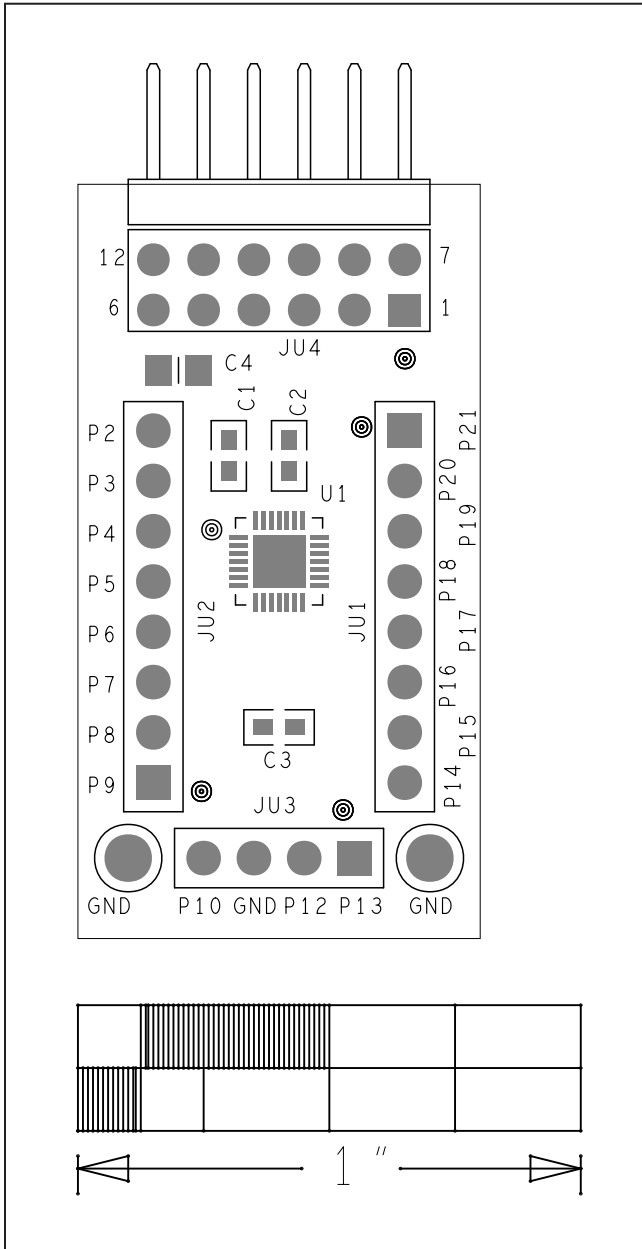 12 7
6 1
JU4
C4
C1 C2
P2 P21
P3 U1 P20
P4 P19
P5 P18
JU2 JU1
P6 P17
P7 P16
P8 P15
C3
P9 P14
JU3
GND P10 GND P12 P13 GND
1 "